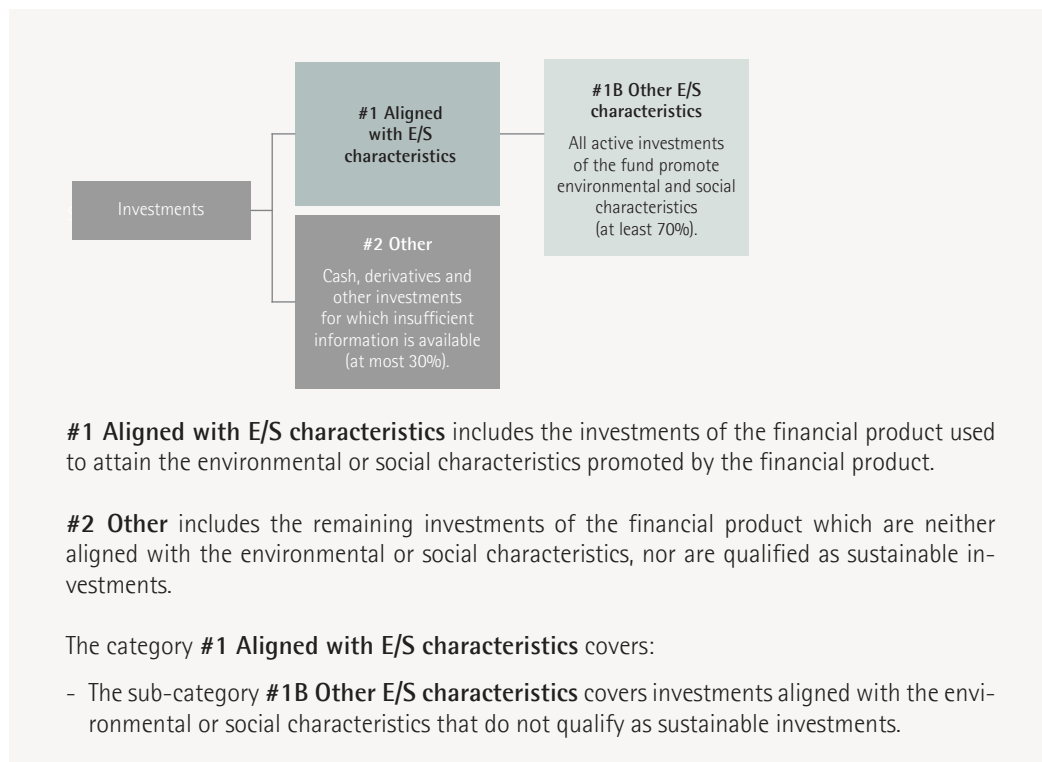 #1 Aligned
with E/S
characteristics
#1B Other E/S
characteristics
All active investments
of the fund promote
environmental and social
characteristics
(at least 70%).
Investments
#2 Other
Cash, derivatives and
other investments
for which insufficient
information is available
(at most 30%).
#1 Aligned with E/S characteristics includes the investments of the financial product used
to attain the environmental or social characteristics promoted by the financial product.
#2 Other includes the remaining investments of the financial product which are neither
aligned with the environmental or social characteristics, nor are qualified as sustainable in-
vestments.
The category #1 Aligned with E/S characteristics covers:
- The sub-category #1B Other E/S characteristics covers investments aligned with the envi-
ronmental or social characteristics that do not qualify as sustainable investments.